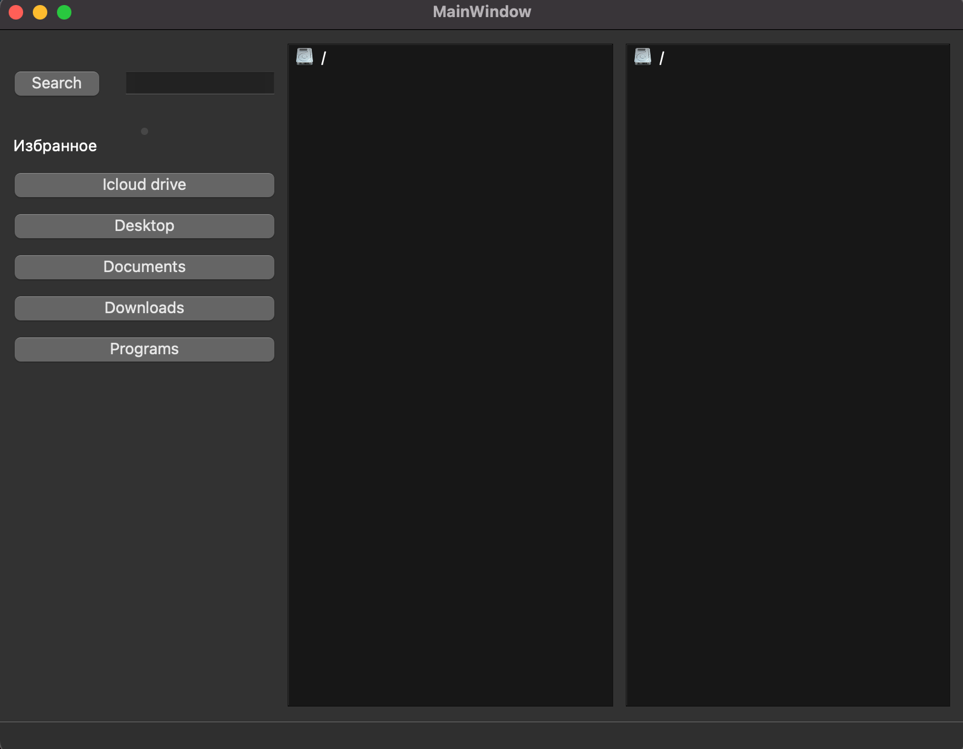 MainWindow
Search
Избранное
Icloud drive
Desktop
Documents
Downloads
Programs
/
/